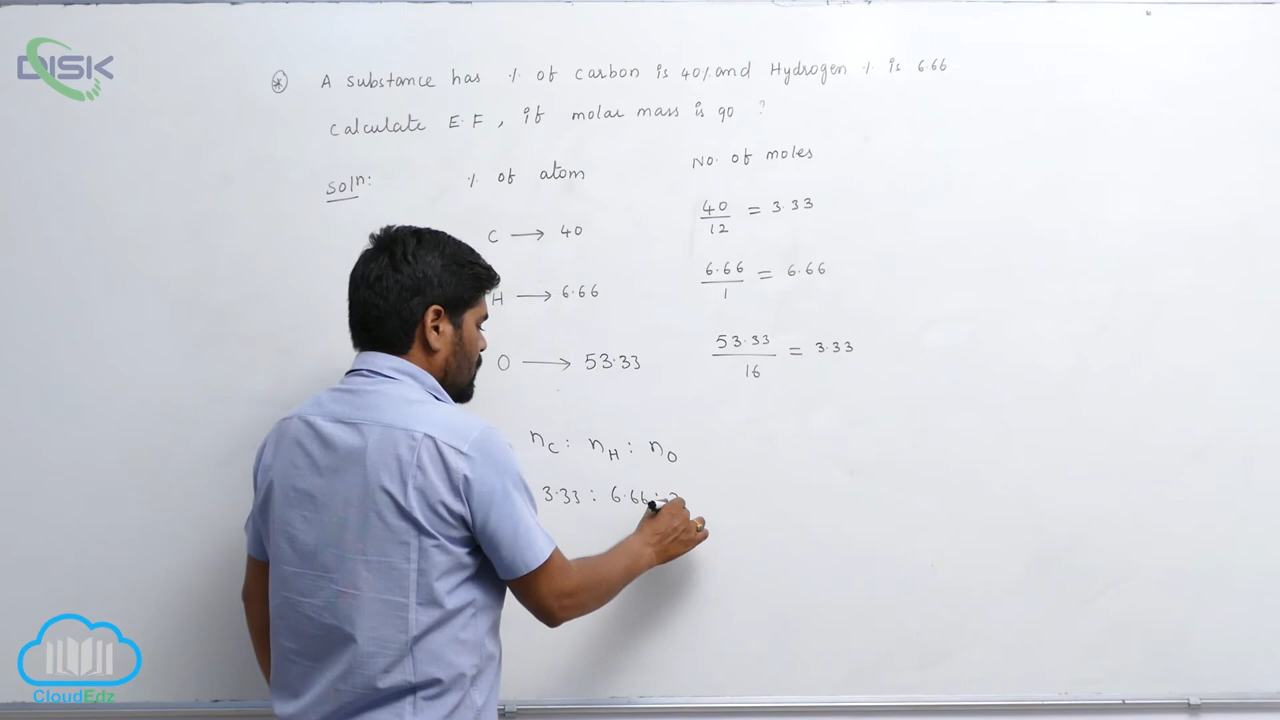 DISK
A substance has % of carbon is 40% and Hydrogen % is 6.66
Calculate E.F, if molar mass is 90 ?
Soln:
% of atom
No. of moles
C → 40
40/12 = 3.33
H → 6.66
6.66/1 = 6.66
O → 53.33
53.33/16 = 3.33
nC : nH : nO
3.33 : 6.66 :
CloudEdz